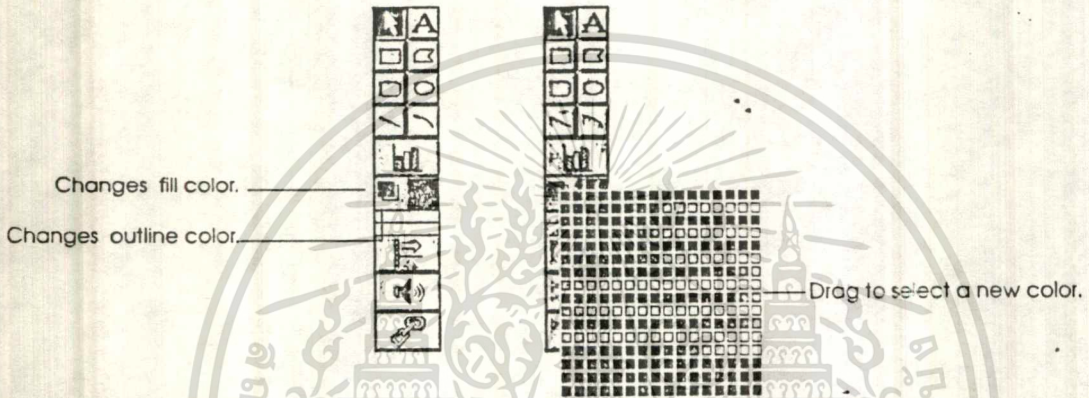 A
A
Changes fill color.
Changes outline color.
Drag to select a new color.